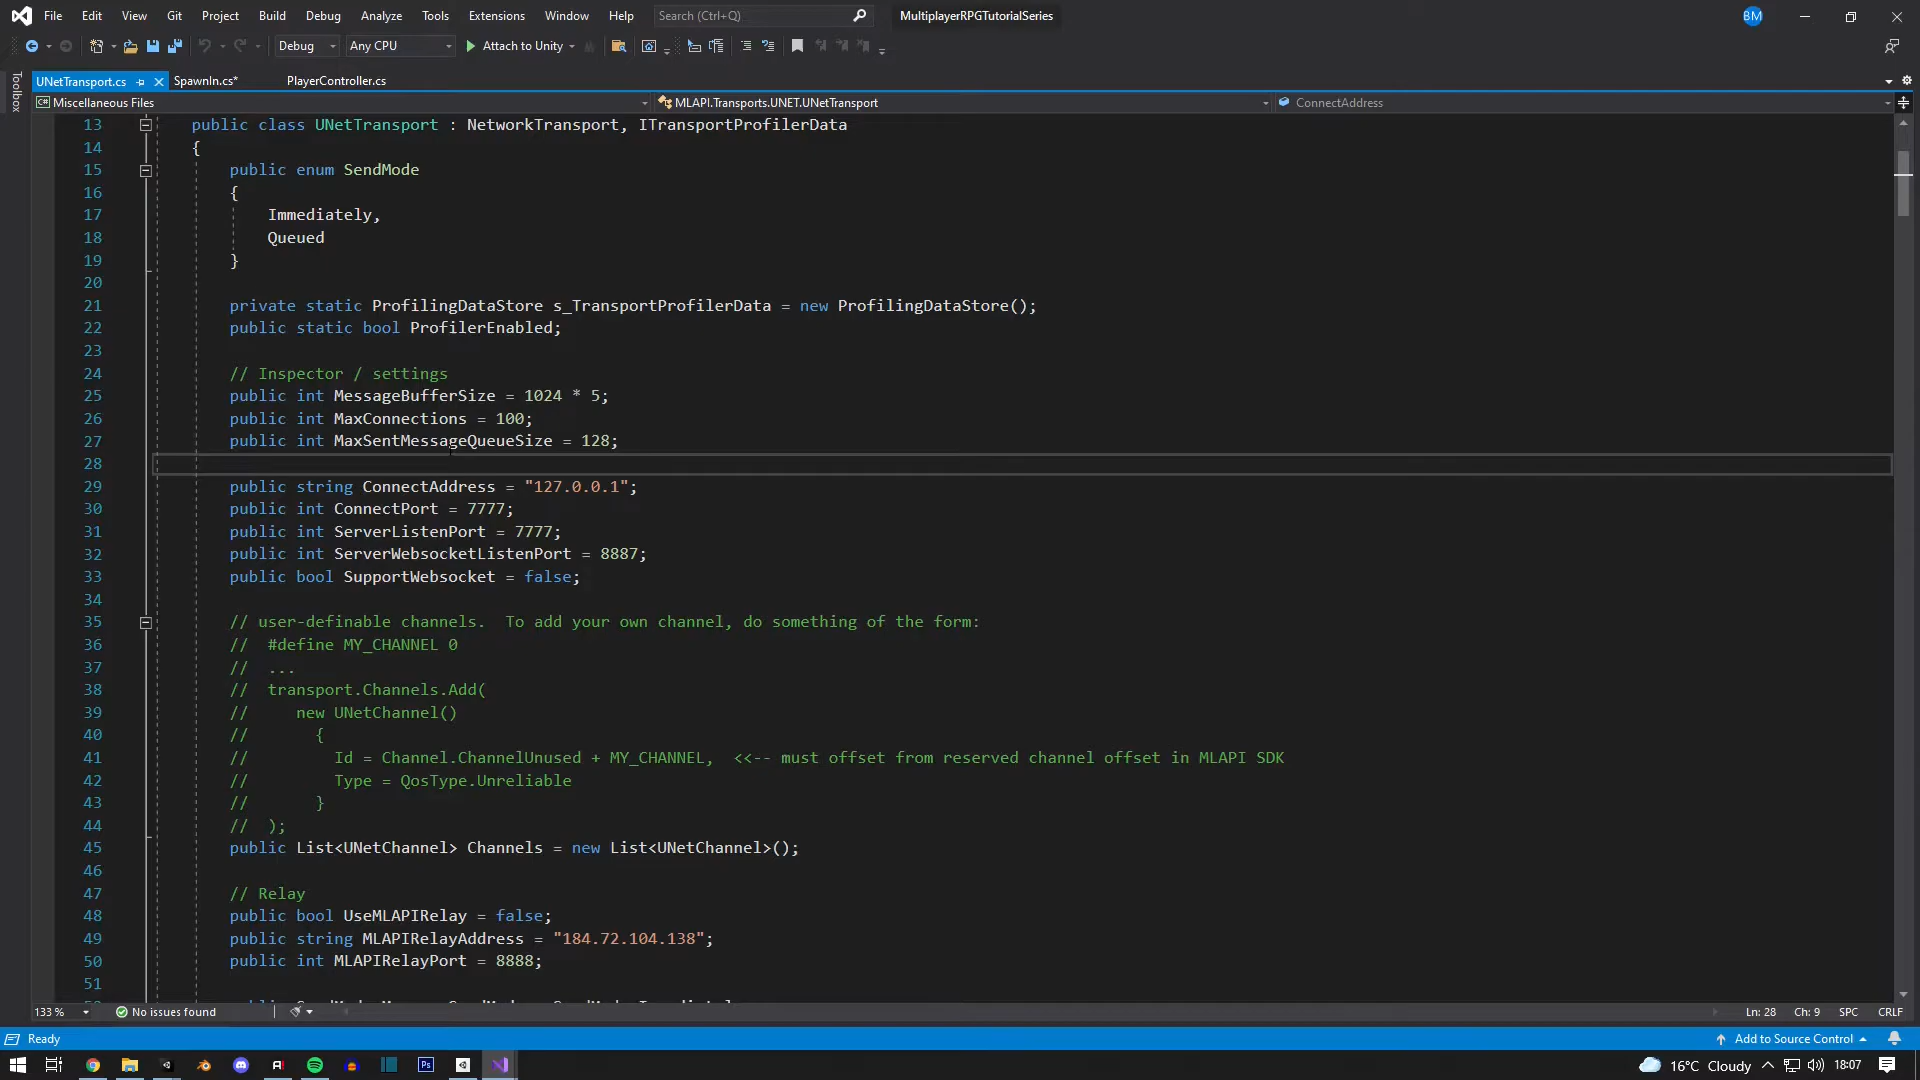 File Edit View Git Project Build Debug Analyze Tools Extensions Window Help Search (Ctrl+Q) MultiplayerRPGTutorialSeries BM
Debug Any CPU Attach to Unity
Toolbox
UNetTransport.cs SpawnIn.cs* PlayerController.cs
C# Miscellaneous Files MLAPI.Transports.UNET.UNetTransport ConnectAddress
13 public class UNetTransport : NetworkTransport, ITransportProfilerData
14 {
15 public enum SendMode
16 {
17 Immediately,
18 Queued
19 }
20
21 private static ProfilingDataStore s_TransportProfilerData = new ProfilingDataStore();
22 public static bool ProfilerEnabled;
23
24 // Inspector / settings
25 public int MessageBufferSize = 1024 * 5;
26 public int MaxConnections = 100;
27 public int MaxSentMessageQueueSize = 128;
28
29 public string ConnectAddress = "127.0.0.1";
30 public int ConnectPort = 7777;
31 public int ServerListenPort = 7777;
32 public int ServerWebsocketListenPort = 8887;
33 public bool SupportWebsocket = false;
34
35 // user-definable channels.  To add your own channel, do something of the form:
36 //  #define MY_CHANNEL 0
37 //  ...
38 //  transport.Channels.Add(
39 //     new UNetChannel()
40 //       {
41 //         Id = Channel.ChannelUnused + MY_CHANNEL,  <<-- must offset from reserved channel offset in MLAPI SDK
42 //         Type = QosType.Unreliable
43 //       }
44 //  );
45 public List<UNetChannel> Channels = new List<UNetChannel>();
46
47 // Relay
48 public bool UseMLAPIRelay = false;
49 public string MLAPIRelayAddress = "184.72.104.138";
50 public int MLAPIRelayPort = 8888;
51
133 % No issues found Ln: 28 Ch: 9 SPC CRLF
Ready Add to Source Control
Ps 16°C Cloudy 18:07